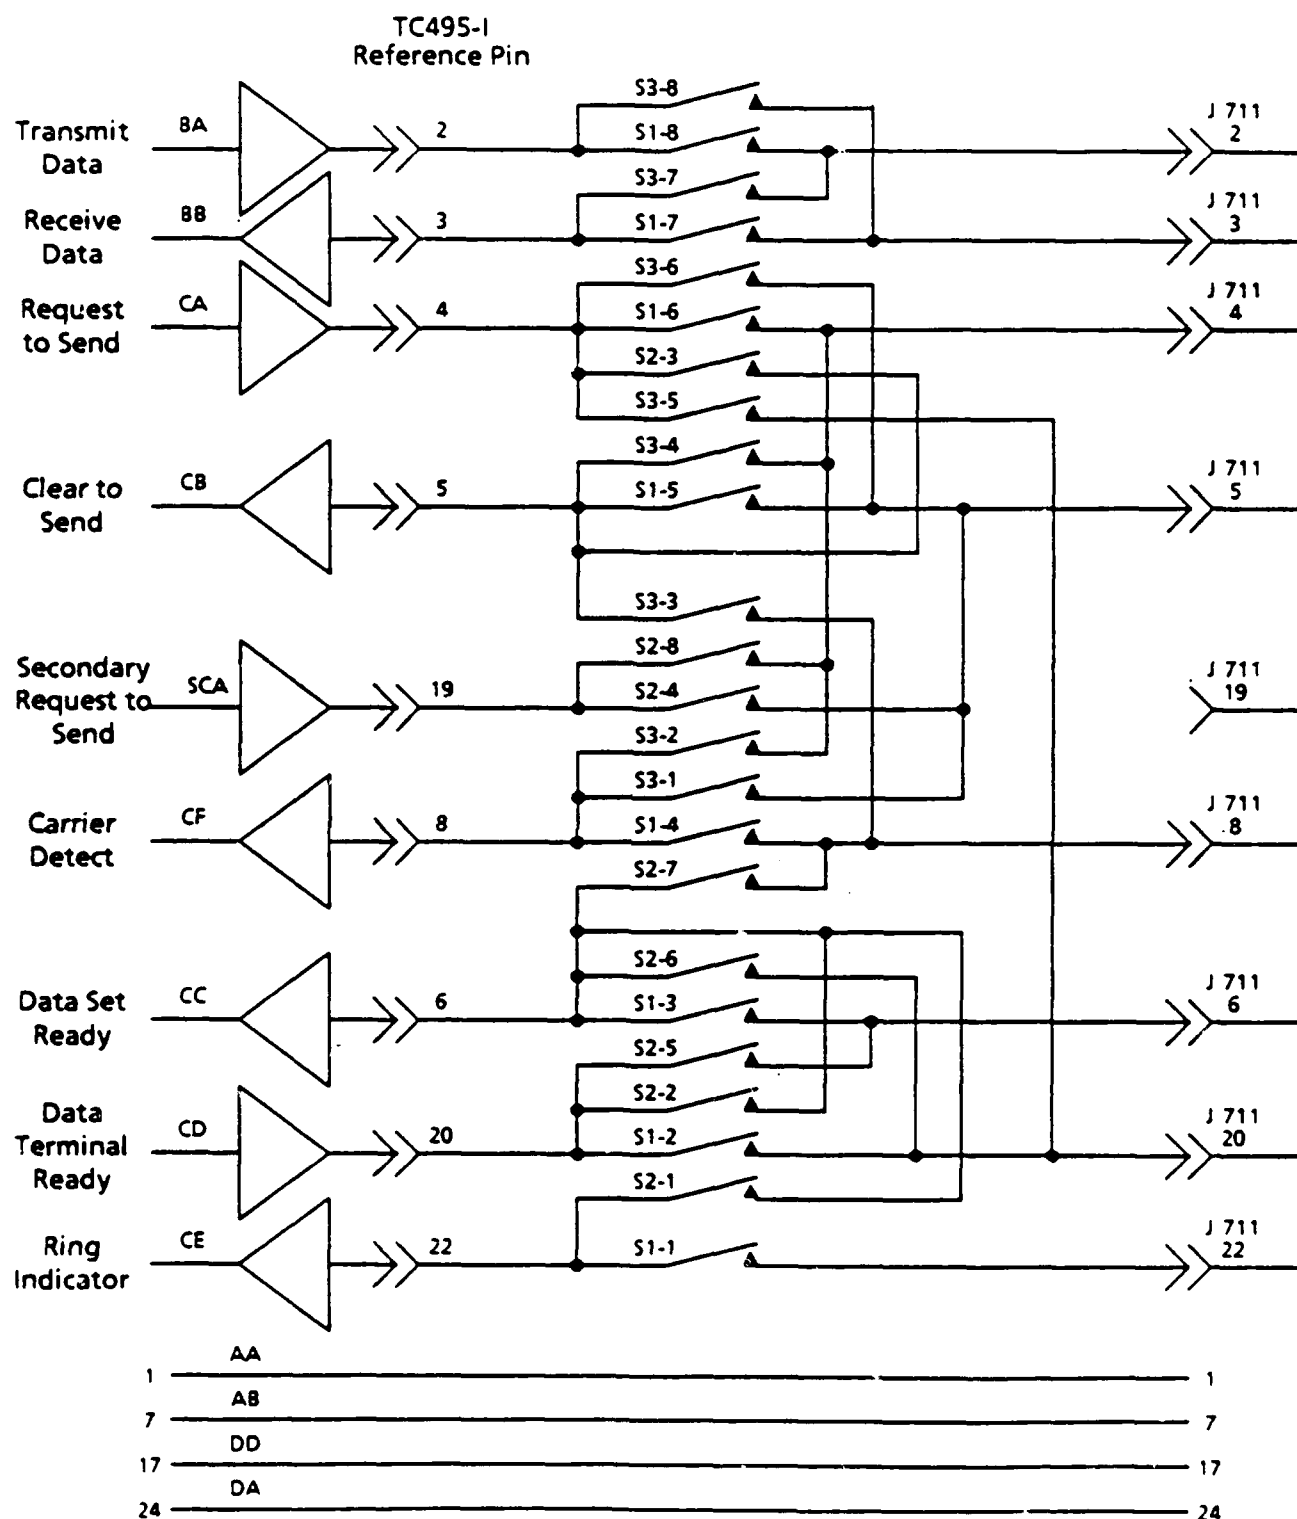 TC495-I
Reference Pin
S3-8
Transmit
Data
BA
2
S1-8
J 711
2
S3-7
Receive
Data
BB
3
S1-7
J 711
3
S3-6
Request
to Send
CA
4
S1-6
J 711
4
S2-3
S3-5
S3-4
Clear to
Send
CB
5
S1-5
J 711
5
S3-3
S2-8
Secondary
Request to
Send
SCA
19
S2-4
J 711
19
S3-2
S3-1
Carrier
Detect
CF
8
S1-4
J 711
8
S2-7
S2-6
Data Set
Ready
CC
6
S1-3
J 711
6
S2-5
S2-2
Data
Terminal
Ready
CD
20
S1-2
J 711
20
S2-1
Ring
Indicator
CE
22
S1-1
J 711
22
AA
1 1
AB
7 7
DD
17 17
DA
24 24